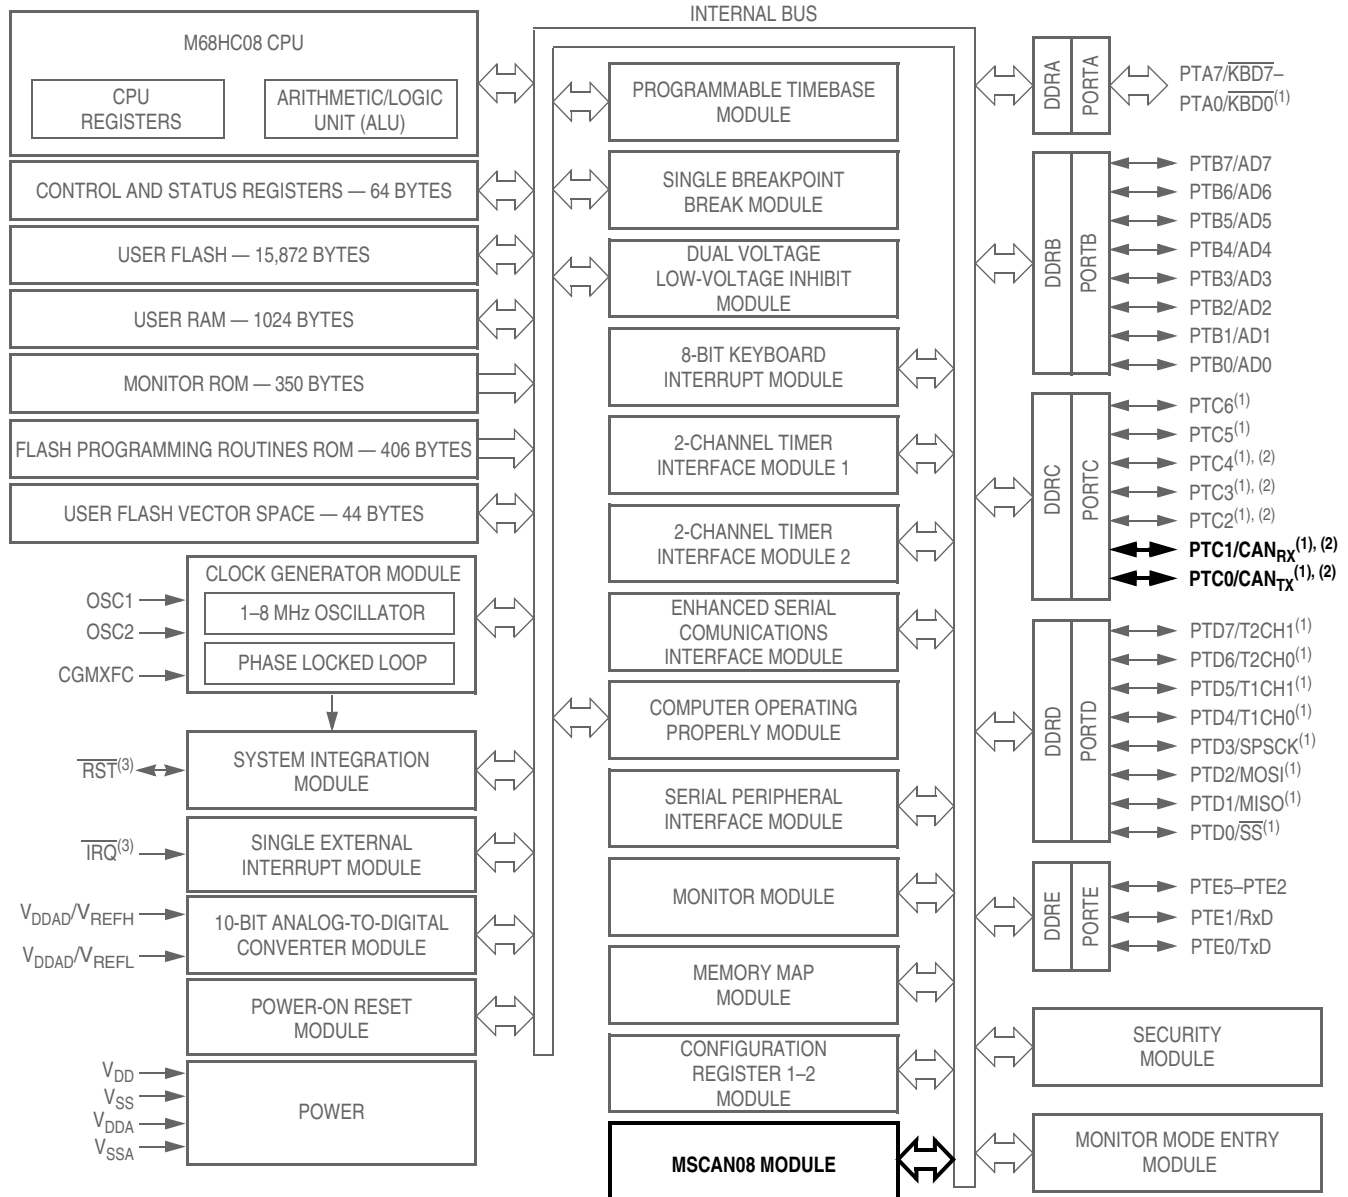 INTERNAL BUS
M68HC08 CPU
CPU
REGISTERS
ARITHMETIC/LOGIC
UNIT (ALU)
CONTROL AND STATUS REGISTERS — 64 BYTES
USER FLASH — 15,872 BYTES
USER RAM — 1024 BYTES
MONITOR ROM — 350 BYTES
FLASH PROGRAMMING ROUTINES ROM — 406 BYTES
USER FLASH VECTOR SPACE — 44 BYTES
CLOCK GENERATOR MODULE
1–8 MHz OSCILLATOR
PHASE LOCKED LOOP
OSC1
OSC2
CGMXFC
SYSTEM INTEGRATION
MODULE
RST(3)
SINGLE EXTERNAL
INTERRUPT MODULE
IRQ(3)
10-BIT ANALOG-TO-DIGITAL
CONVERTER MODULE
VDDAD/VREFH
VDDAD/VREFL
POWER-ON RESET
MODULE
POWER
VDD
VSS
VDDA
VSSA
PROGRAMMABLE TIMEBASE
MODULE
SINGLE BREAKPOINT
BREAK MODULE
DUAL VOLTAGE
LOW-VOLTAGE INHIBIT
MODULE
8-BIT KEYBOARD
INTERRUPT MODULE
2-CHANNEL TIMER
INTERFACE MODULE 1
2-CHANNEL TIMER
INTERFACE MODULE 2
ENHANCED SERIAL
COMUNICATIONS
INTERFACE MODULE
COMPUTER OPERATING
PROPERLY MODULE
SERIAL PERIPHERAL
INTERFACE MODULE
MONITOR MODULE
MEMORY MAP
MODULE
CONFIGURATION
REGISTER 1–2
MODULE
MSCAN08 MODULE
DDRA
PORTA
PTA7/KBD7–
PTA0/KBD0(1)
DDRB
PORTB
PTB7/AD7
PTB6/AD6
PTB5/AD5
PTB4/AD4
PTB3/AD3
PTB2/AD2
PTB1/AD1
PTB0/AD0
DDRC
PORTC
PTC6(1)
PTC5(1)
PTC4(1), (2)
PTC3(1), (2)
PTC2(1), (2)
PTC1/CANRX(1), (2)
PTC0/CANTX(1), (2)
DDRD
PORTD
PTD7/T2CH1(1)
PTD6/T2CH0(1)
PTD5/T1CH1(1)
PTD4/T1CH0(1)
PTD3/SPSCK(1)
PTD2/MOSI(1)
PTD1/MISO(1)
PTD0/SS(1)
DDRE
PORTE
PTE5–PTE2
PTE1/RxD
PTE0/TxD
SECURITY
MODULE
MONITOR MODE ENTRY
MODULE